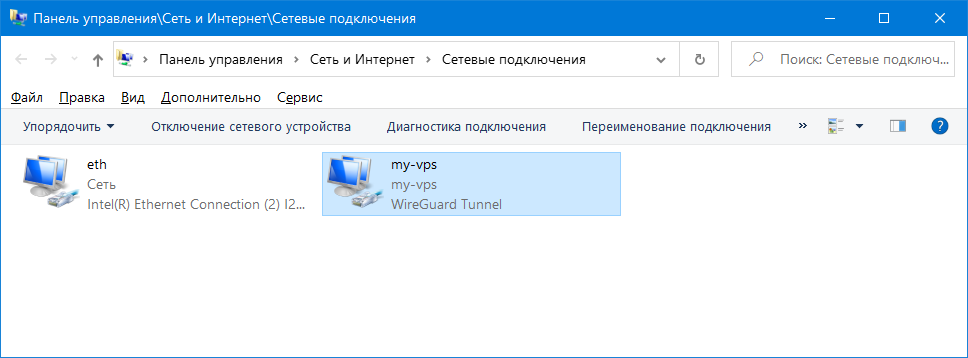 Панель управления\Сеть и Интернет\Сетевые подключения
Панель управления > Сеть и Интернет > Сетевые подключения
Поиск: Сетевые подключ...
Файл Правка Вид Дополнительно Сервис
Упорядочить Отключение сетевого устройства Диагностика подключения Переименование подключения » ?
eth
Сеть
Intel(R) Ethernet Connection (2) I2...
my-vps
my-vps
WireGuard Tunnel